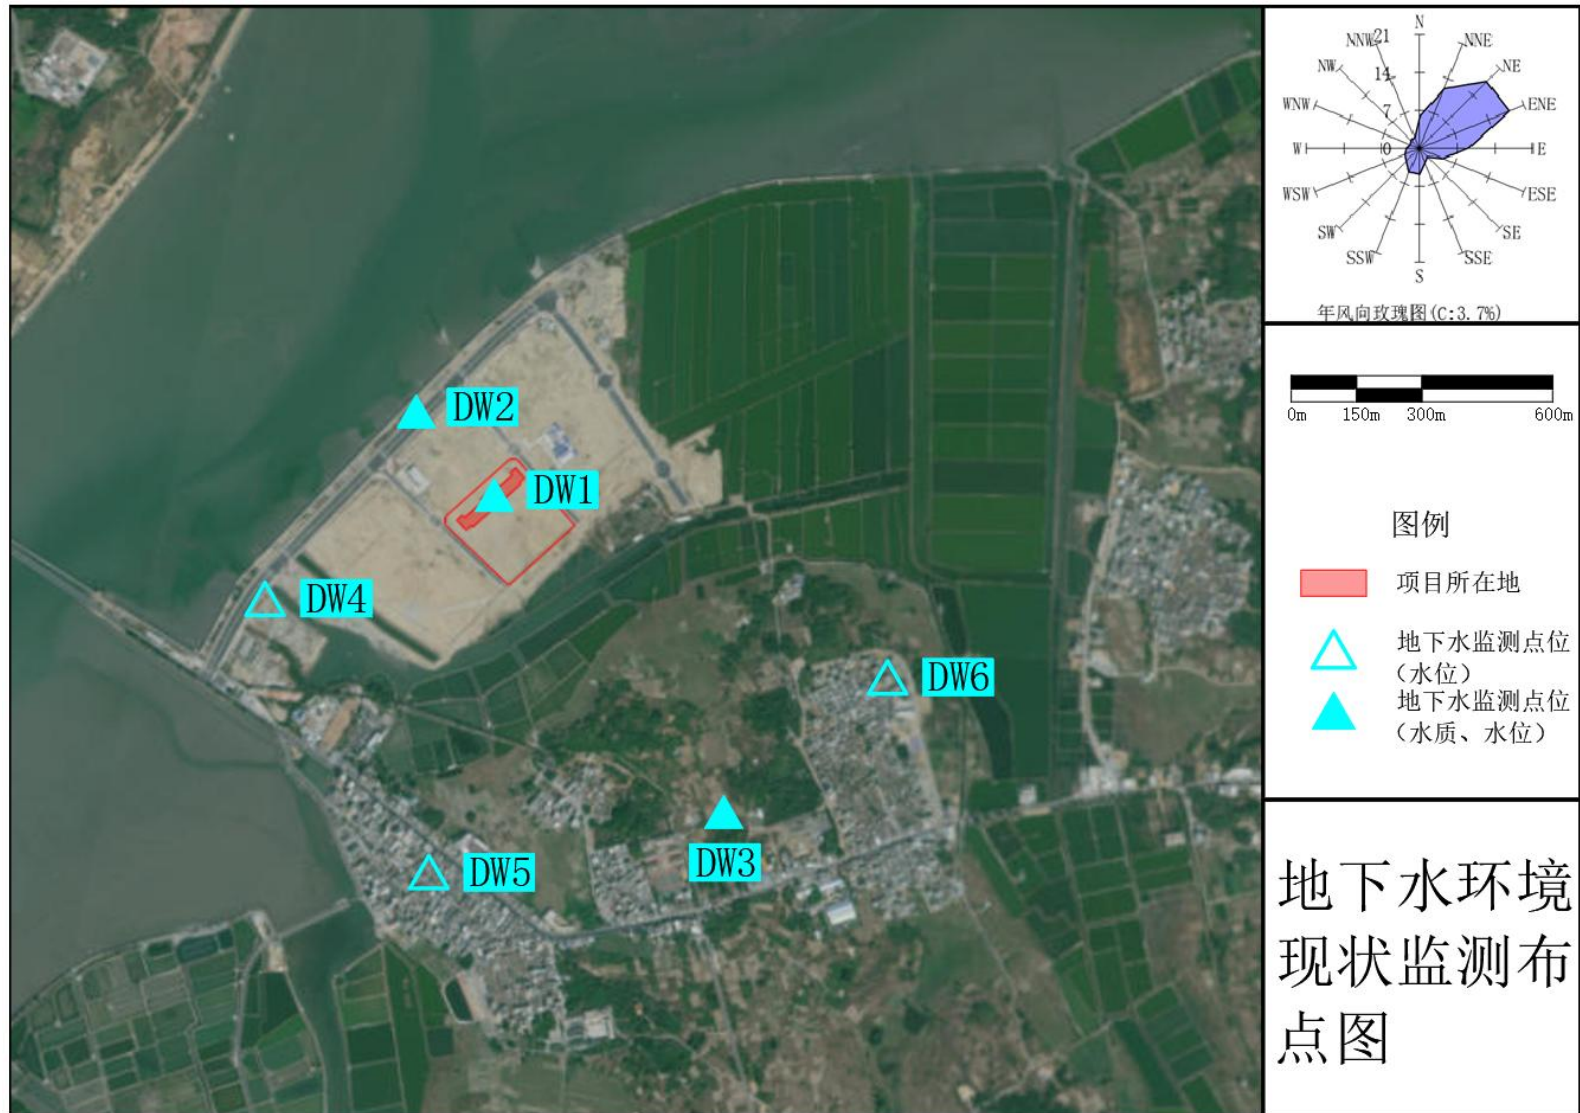 DW2
DW1
DW4
DW6
DW3
DW5
N
NNE
NE
ENE
E
ESE
SE
SSE
S
SSW
SW
WSW
W
WNW
NW
NNW
21
14
7
0
年风向玫瑰图(C:3.7%)
0m 150m 300m 600m
图例
项目所在地
地下水监测点位
（水位）
地下水监测点位
（水质、水位）
地下水环境
现状监测布
点图